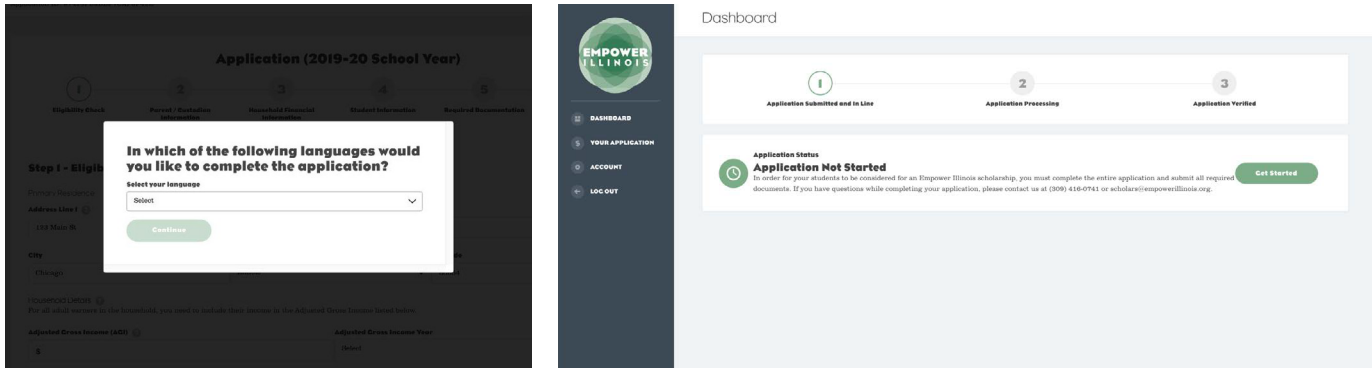 Application (2019-20 School Year)
1 2 3 4 5
Eligibility Check
Parent / Custodian Information
Household Financial Information
Student Information
Required Documentation
Step 1 - Eligib
Address Line 1
123 Main St
City
Chicago
Household Details
For all adult earners in the household, you need to include their income in the Adjusted Gross Income listed below.
Adjusted Gross Income (AGI)
Adjusted Gross Income Year
$
Select
In which of the following languages would
you like to complete the application?
Select your language
Select
Continue
EMPOWER
ILLINOIS
DASHBOARD
YOUR APPLICATION
ACCOUNT
LOG OUT
Dashboard
1 2 3
Application Submitted and In Line
Application Processing
Application Verified
Application Status
Application Not Started
In order for your students to be considered for an Empower Illinois scholarship, you must complete the entire application and submit all required
documents. If you have questions while completing your application, please contact us at (309) 416-0741 or scholars@empowerillinois.org.
Get Started